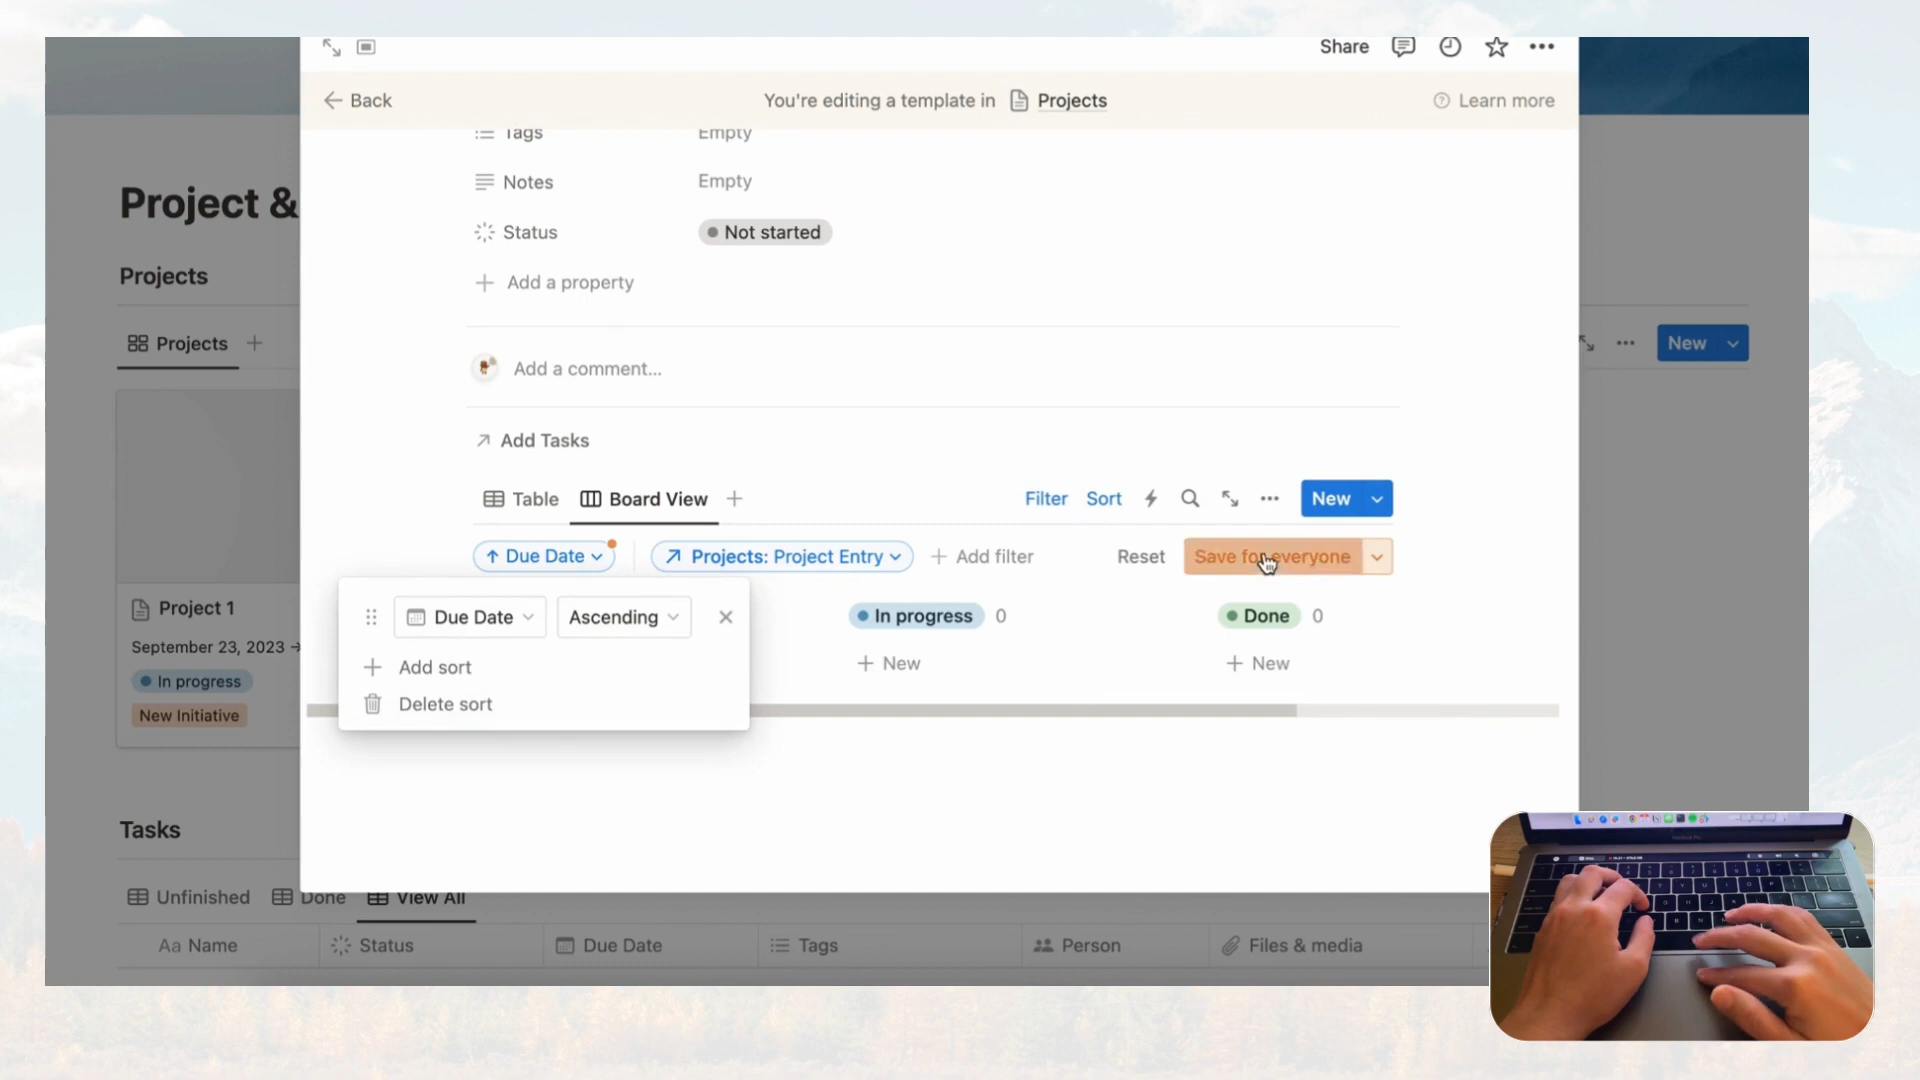 Share
Back
You're editing a template in Projects
Learn more
Tags Empty
Notes Empty
Status Not started
Add a property
Add a comment...
Add Tasks
Table Board View
Filter Sort New
Due Date Projects: Project Entry Add filter Reset Save for everyone
Due Date Ascending
Add sort
Delete sort
In progress 0
Done 0
New
New
Project &
Projects
Projects
New
Project 1
September 23, 2023 →
In progress
New Initiative
Tasks
Unfinished Done View All
Aa Name Status Due Date Tags Person Files & media